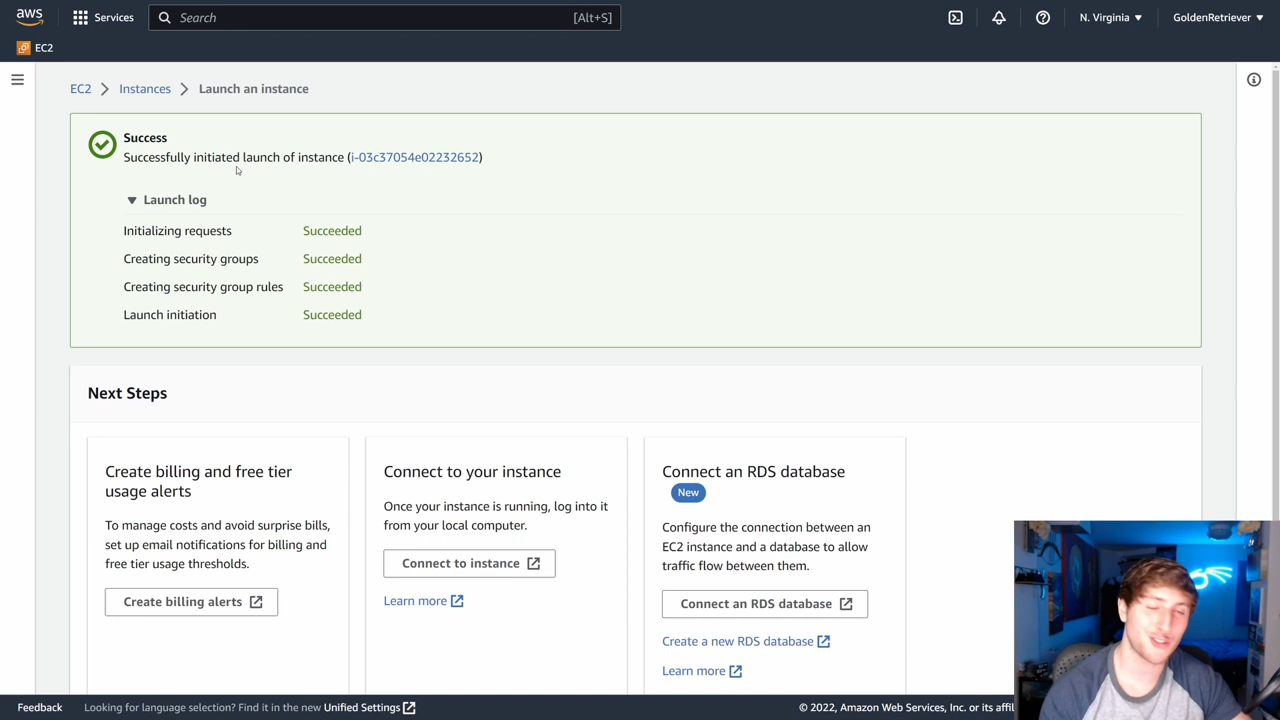 aws
Services
Search
[Alt+S]
N. Virginia
GoldenRetriever
EC2
EC2
Instances
Launch an instance
Success
Successfully initiated launch of instance (i-03c37054e02232652)
Launch log
Initializing requests
Succeeded
Creating security groups
Succeeded
Creating security group rules
Succeeded
Launch initiation
Succeeded
Next Steps
Create billing and free tier
usage alerts
To manage costs and avoid surprise bills,
set up email notifications for billing and
free tier usage thresholds.
Create billing alerts
Connect to your instance
Once your instance is running, log into it
from your local computer.
Connect to instance
Learn more
Connect an RDS database
New
Configure the connection between an
EC2 instance and a database to allow
traffic flow between them.
Connect an RDS database
Create a new RDS database
Learn more
Feedback
Looking for language selection? Find it in the new Unified Settings
© 2022, Amazon Web Services, Inc. or its